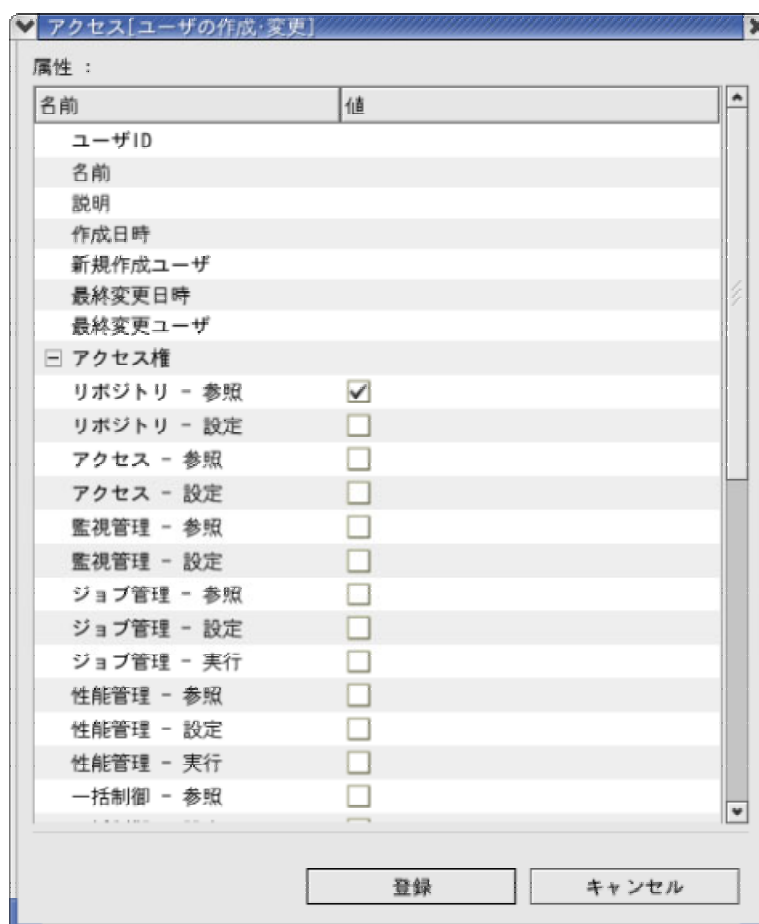 アクセス[ユーザの作成･変更]
属性 :
名前 値
ユーザID
名前
説明
作成日時
新規作成ユーザ
最終変更日時
最終変更ユーザ
アクセス権
リポジトリ - 参照
リポジトリ - 設定
アクセス - 参照
アクセス - 設定
監視管理 - 参照
監視管理 - 設定
ジョブ管理 - 参照
ジョブ管理 - 設定
ジョブ管理 - 実行
性能管理 - 参照
性能管理 - 設定
性能管理 - 実行
一括制御 - 参照
登録 キャンセル